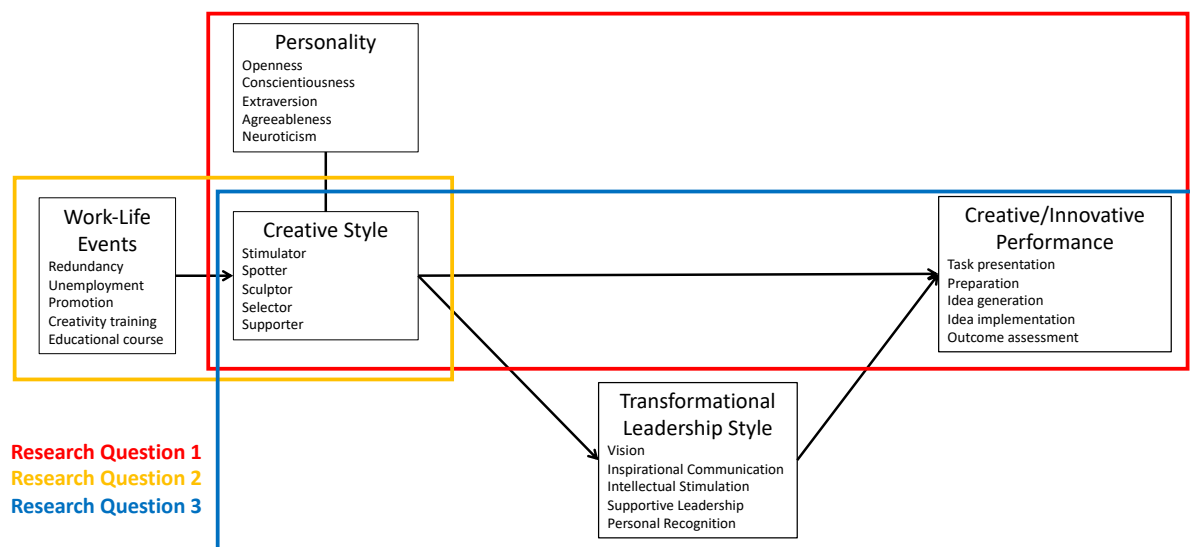 Personality
Openness
Conscientiousness
Extraversion
Agreeableness
Neuroticism
Work-Life
Events
Redundancy
Unemployment
Promotion
Creativity training
Educational course
Creative Style
Stimulator
Spotter
Sculptor
Selector
Supporter
Creative/Innovative
Performance
Task presentation
Preparation
Idea generation
Idea implementation
Outcome assessment
Transformational
Leadership Style
Vision
Inspirational Communication
Intellectual Stimulation
Supportive Leadership
Personal Recognition
Research Question 1
Research Question 2
Research Question 3